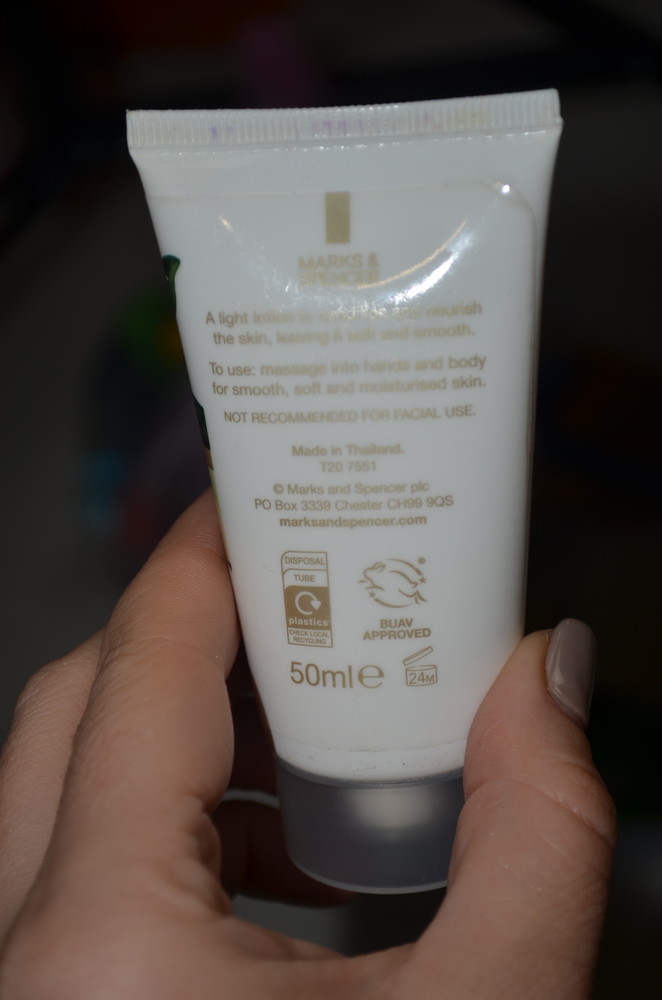 MARKS &
SPENCER
A light lotion to condition and nourish
the skin, leaving it soft and smooth.
To use: massage into hands and body
for smooth, soft and moisturised skin.
NOT RECOMMENDED FOR FACIAL USE.
Made in Thailand.
T20 7551
© Marks and Spencer plc
PO Box 3339 Chester CH99 9QS
marksandspencer.com
DISPOSAL
TUBE
plastics
CHECK LOCAL
RECYCLING
BUAV
APPROVED
50ml e
24M